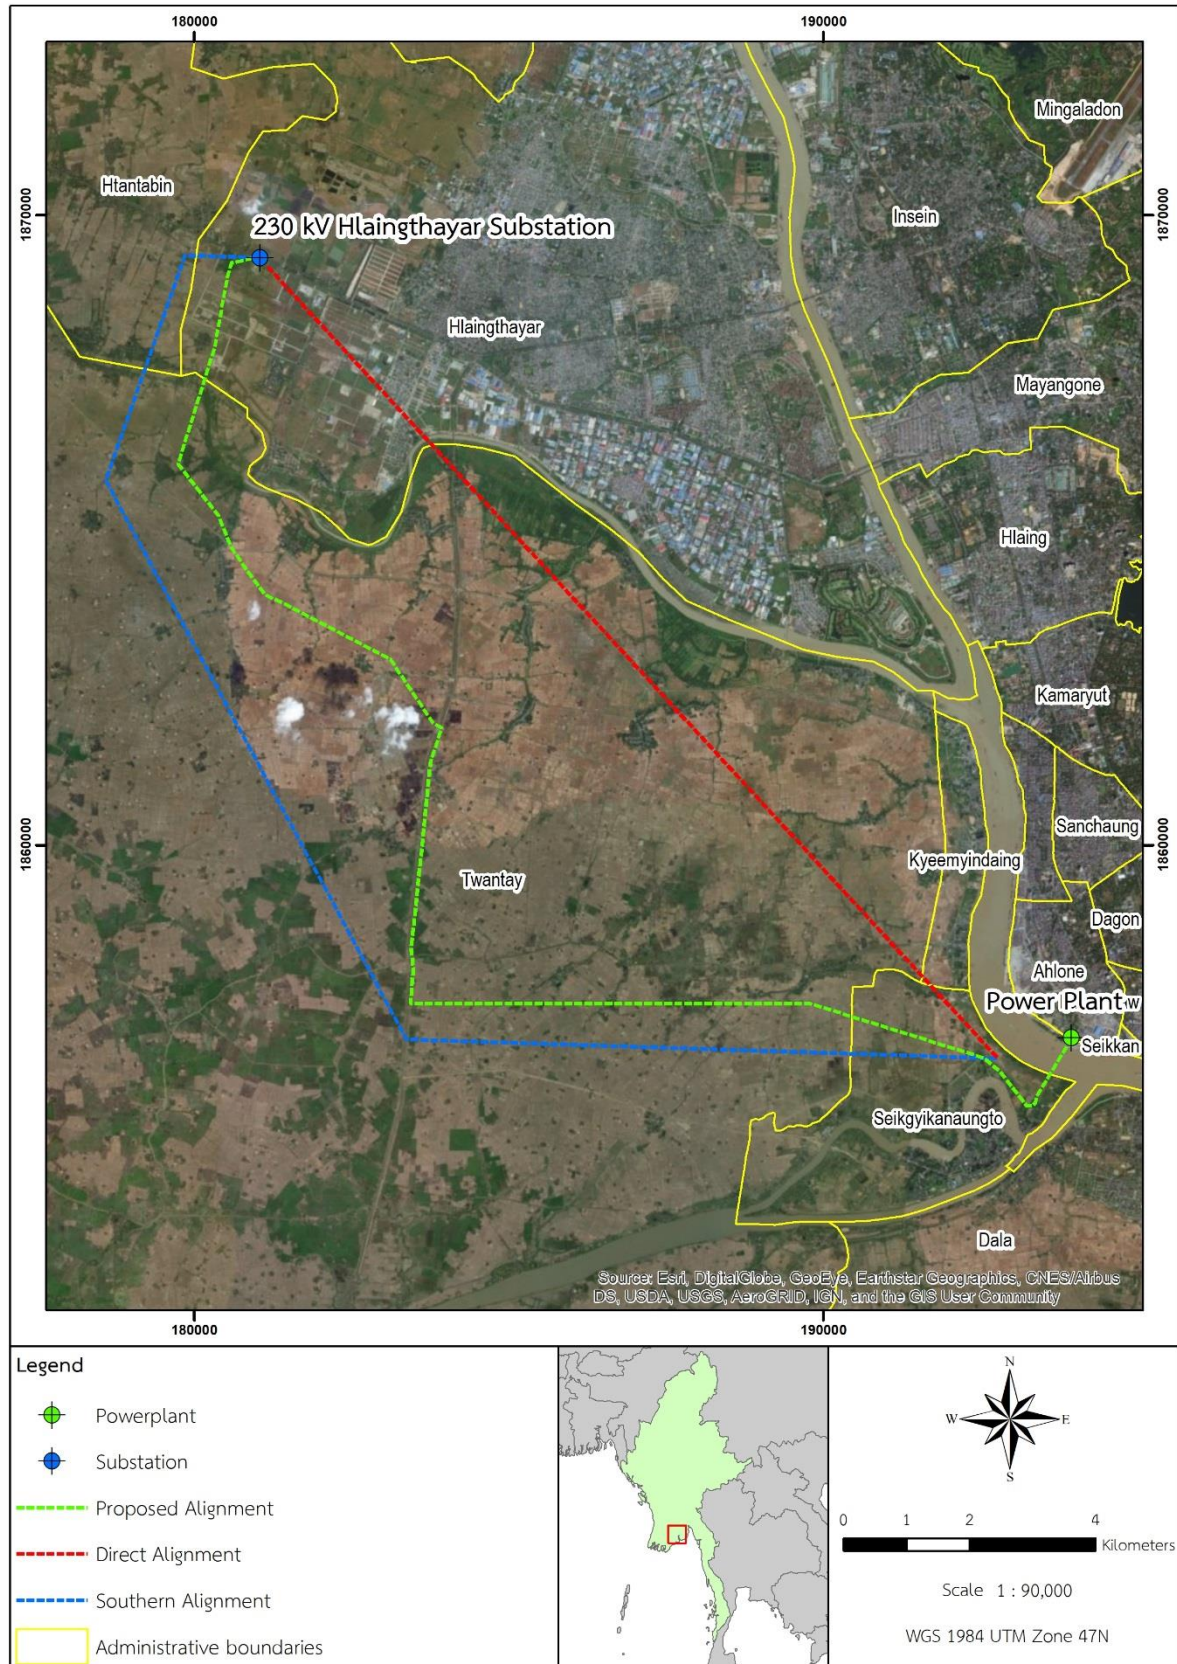 180000
190000
Mingaladon
Htantabin
1870000
Insein
1870000
230 kV Hlaingthayar Substation
Hlaingthayar
Mayangone
Hlaing
Kamaryut
Sanchaung
1860000
Kyeemyindaing
1860000
Twantay
Dagon
Ahlone
Power Plant
Seikkan
Seikgyikanaungto
Dala
Source: Esri, DigitalGlobe, GeoEye, Earthstar Geographics, CNES/Airbus
DS, USDA, USGS, AeroGRID, IGN, and the GIS User Community
180000
190000
Legend
Powerplant
Substation
Proposed Alignment
Direct Alignment
Southern Alignment
Administrative boundaries
N
W
E
S
0 1 2 4
Kilometers
Scale 1 : 90,000
WGS 1984 UTM Zone 47N